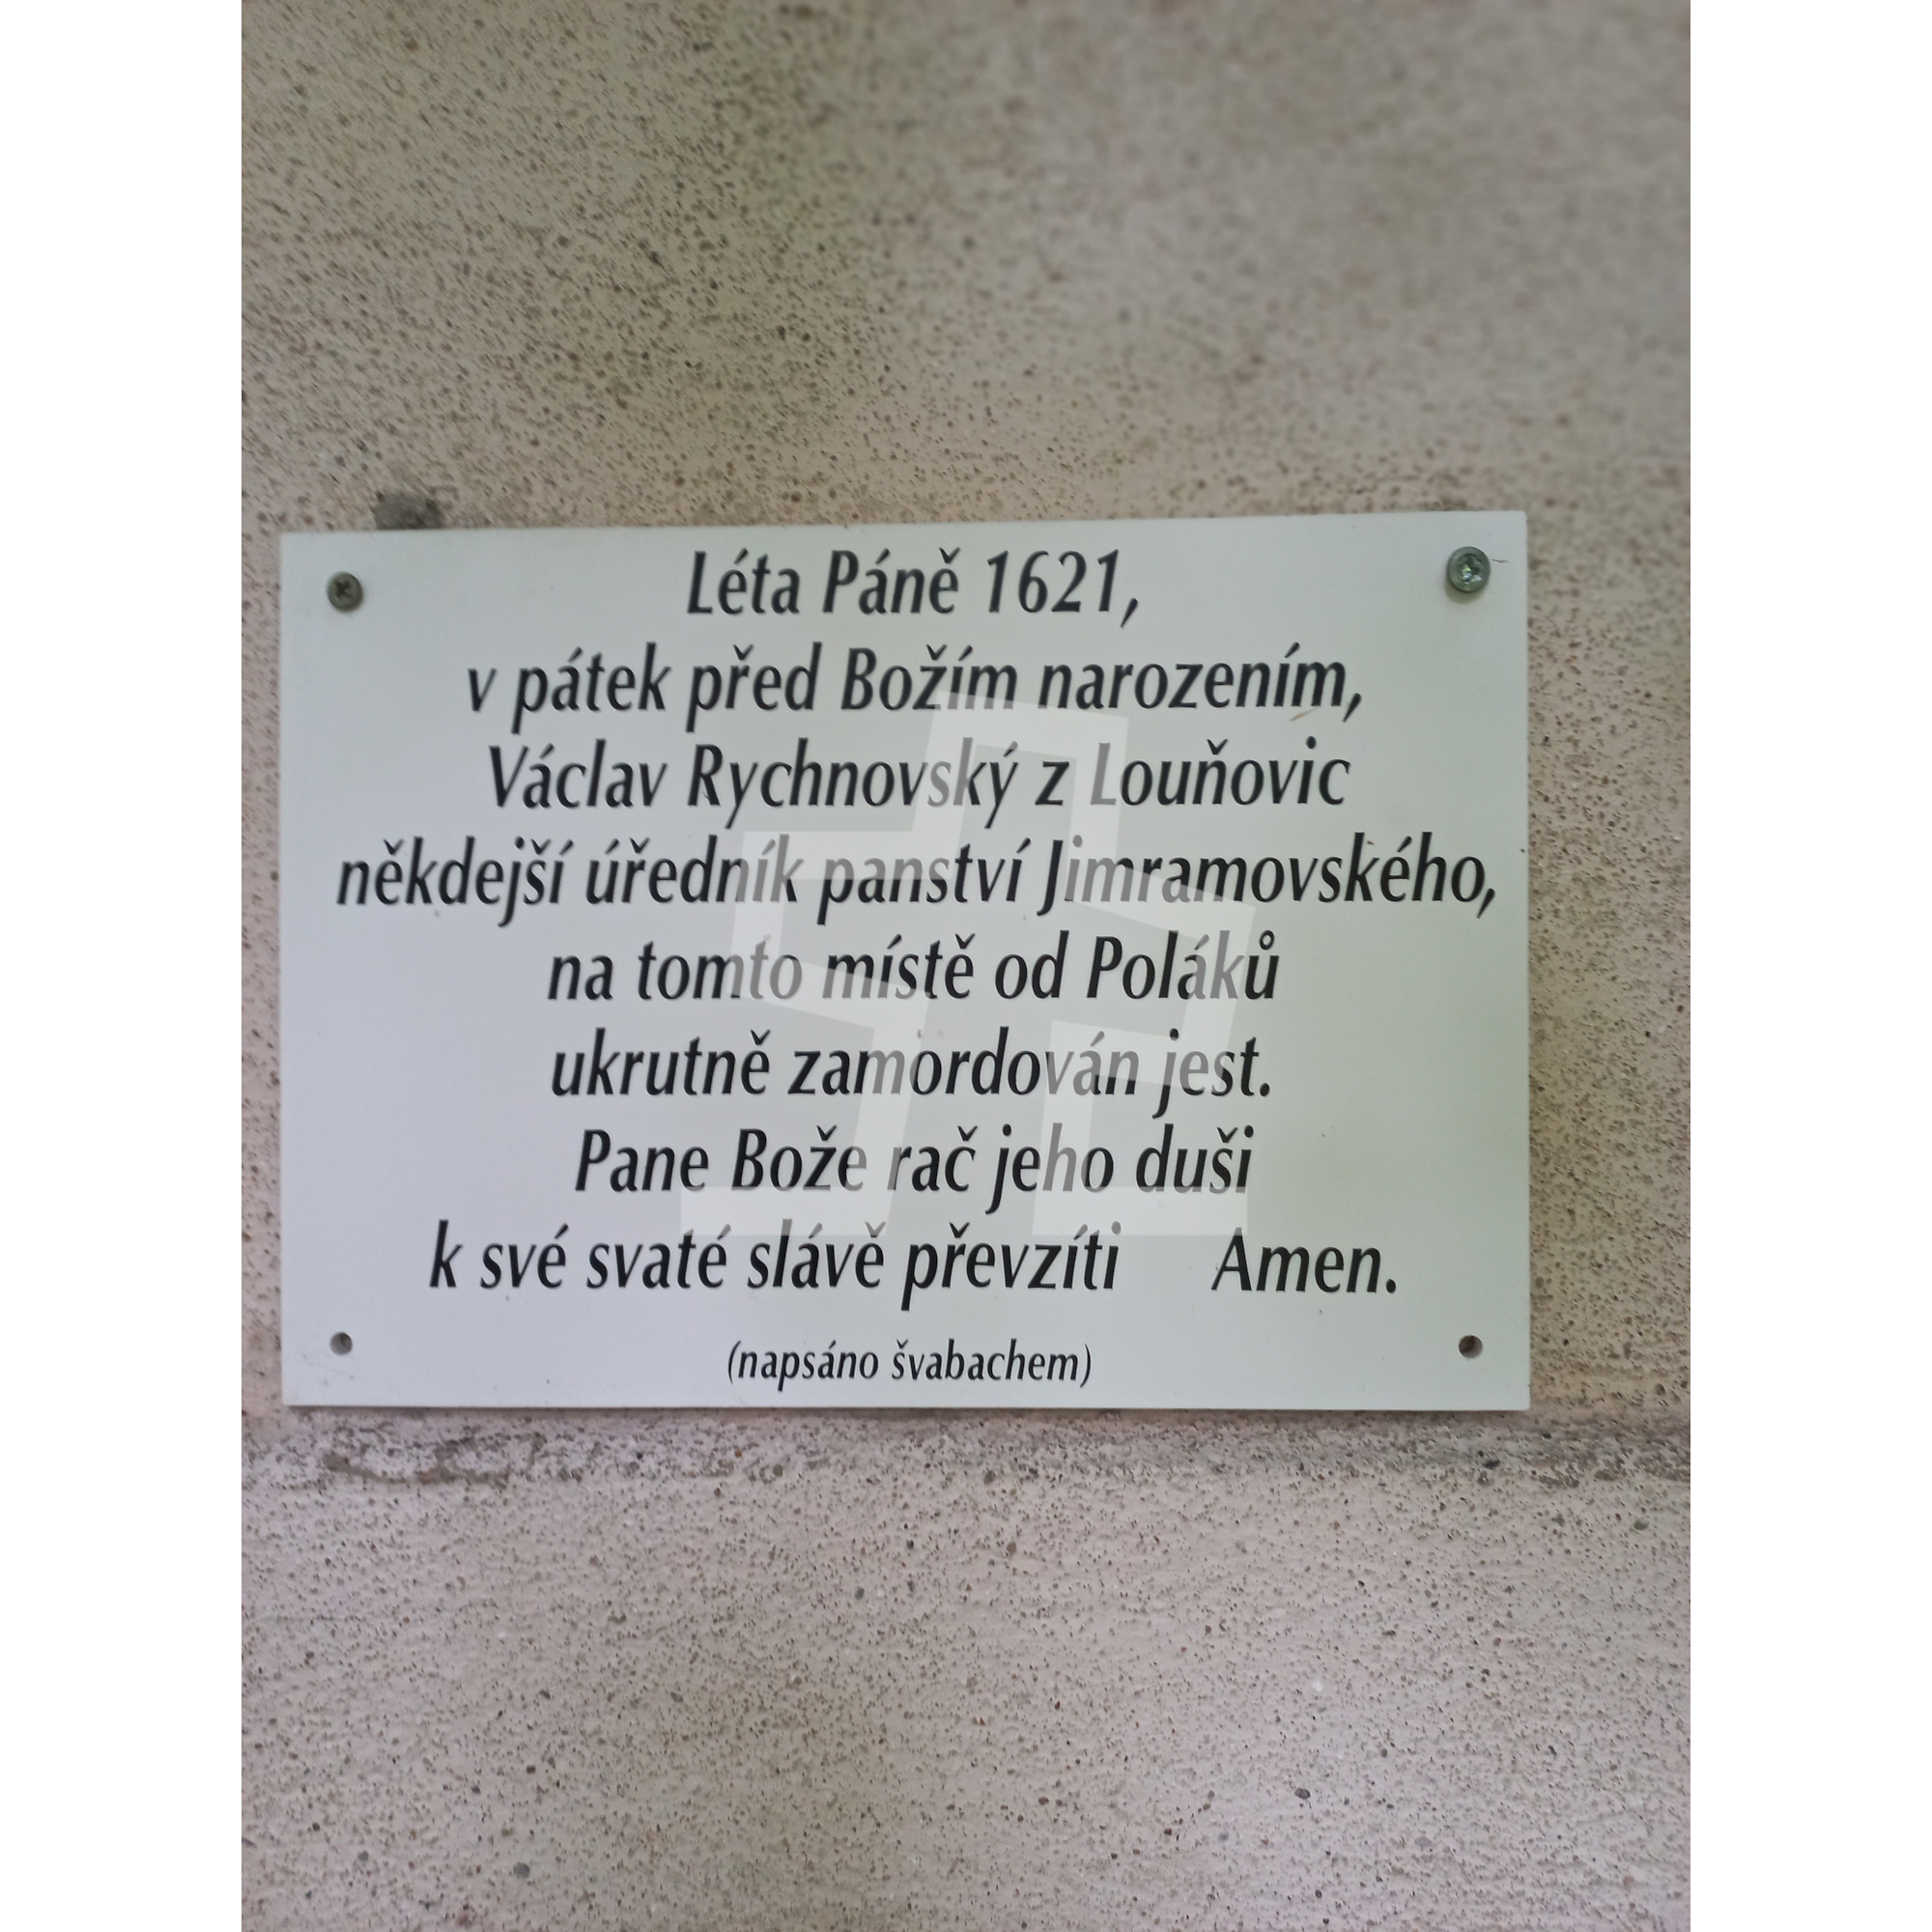 Léta Páně 1621,
v pátek před Božím narozením,
Václav Rychnovský z Louňovic
někdejší úředník panství Jimramovského,
na tomto místě od Poláků
ukrutně zamordován jest.
Pane Bože rač jeho duši
k své svaté slávě převzíti Amen.
(napsáno švabachem)